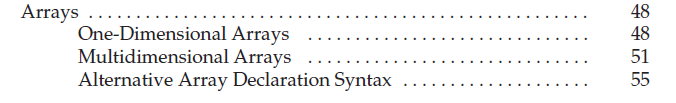 Arrays . . . . . . . . . . . . . . . . . . . . . . . . . . . . . . . . . . . . . . . . . . . . . . . . . . . . . 48
One-Dimensional Arrays . . . . . . . . . . . . . . . . . . . . . . . . . . . . . . 48
Multidimensional Arrays . . . . . . . . . . . . . . . . . . . . . . . . . . . . . . 51
Alternative Array Declaration Syntax . . . . . . . . . . . . . . . . . . . . 55